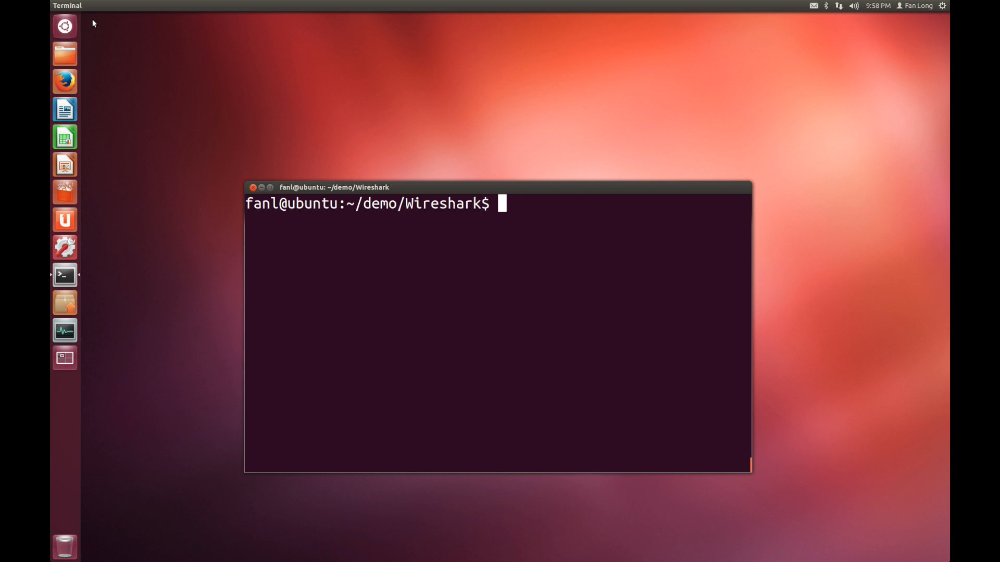 Terminal
9:58 PM Fan Long
fanl@ubuntu: ~/demo/Wireshark
fanl@ubuntu:~/demo/Wireshark$